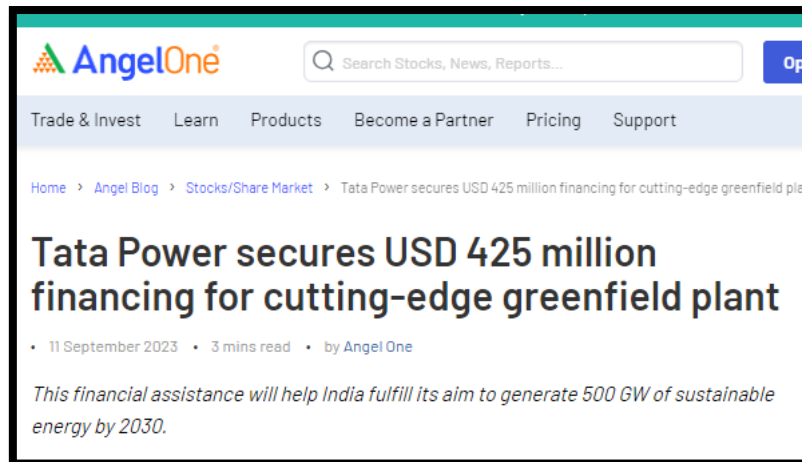 AngelOne
Search Stocks, News, Reports...
Trade & Invest Learn Products Become a Partner Pricing Support
Home > Angel Blog > Stocks/Share Market > Tata Power secures USD 425 million financing for cutting-edge greenfield
Tata Power secures USD 425 million
financing for cutting-edge greenfield plant
• 11 September 2023 • 3 mins read • by Angel One
This financial assistance will help India fulfill its aim to generate 500 GW of sustainable
energy by 2030.